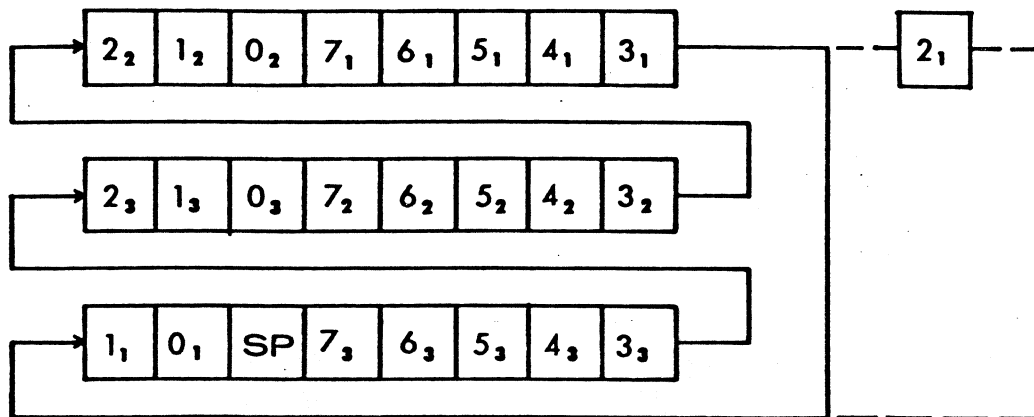 2₂ 1₂ 0₂ 7₁ 6₁ 5₁ 4₁ 3₁ 2₁
2₃ 1₃ 0₃ 7₂ 6₂ 5₂ 4₂ 3₂
1₁ 0₁ SP 7₃ 6₃ 5₃ 4₃ 3₃